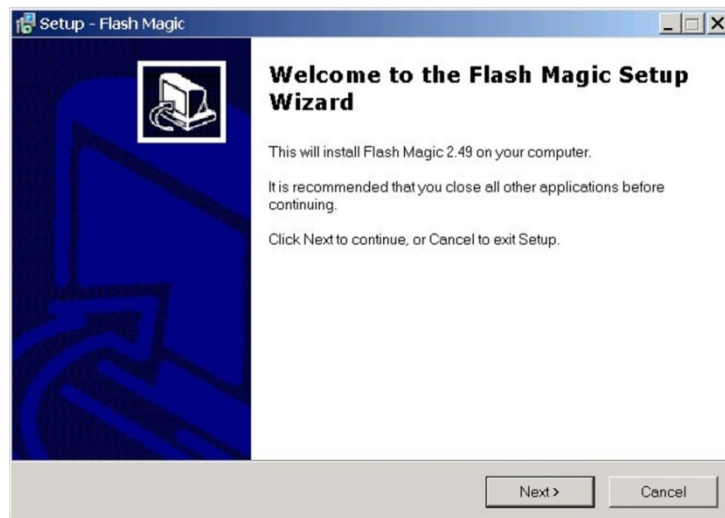 Setup - Flash Magic
Welcome to the Flash Magic Setup
Wizard
This will install Flash Magic 2.49 on your computer.
It is recommended that you close all other applications before
continuing.
Click Next to continue, or Cancel to exit Setup.
Next >
Cancel